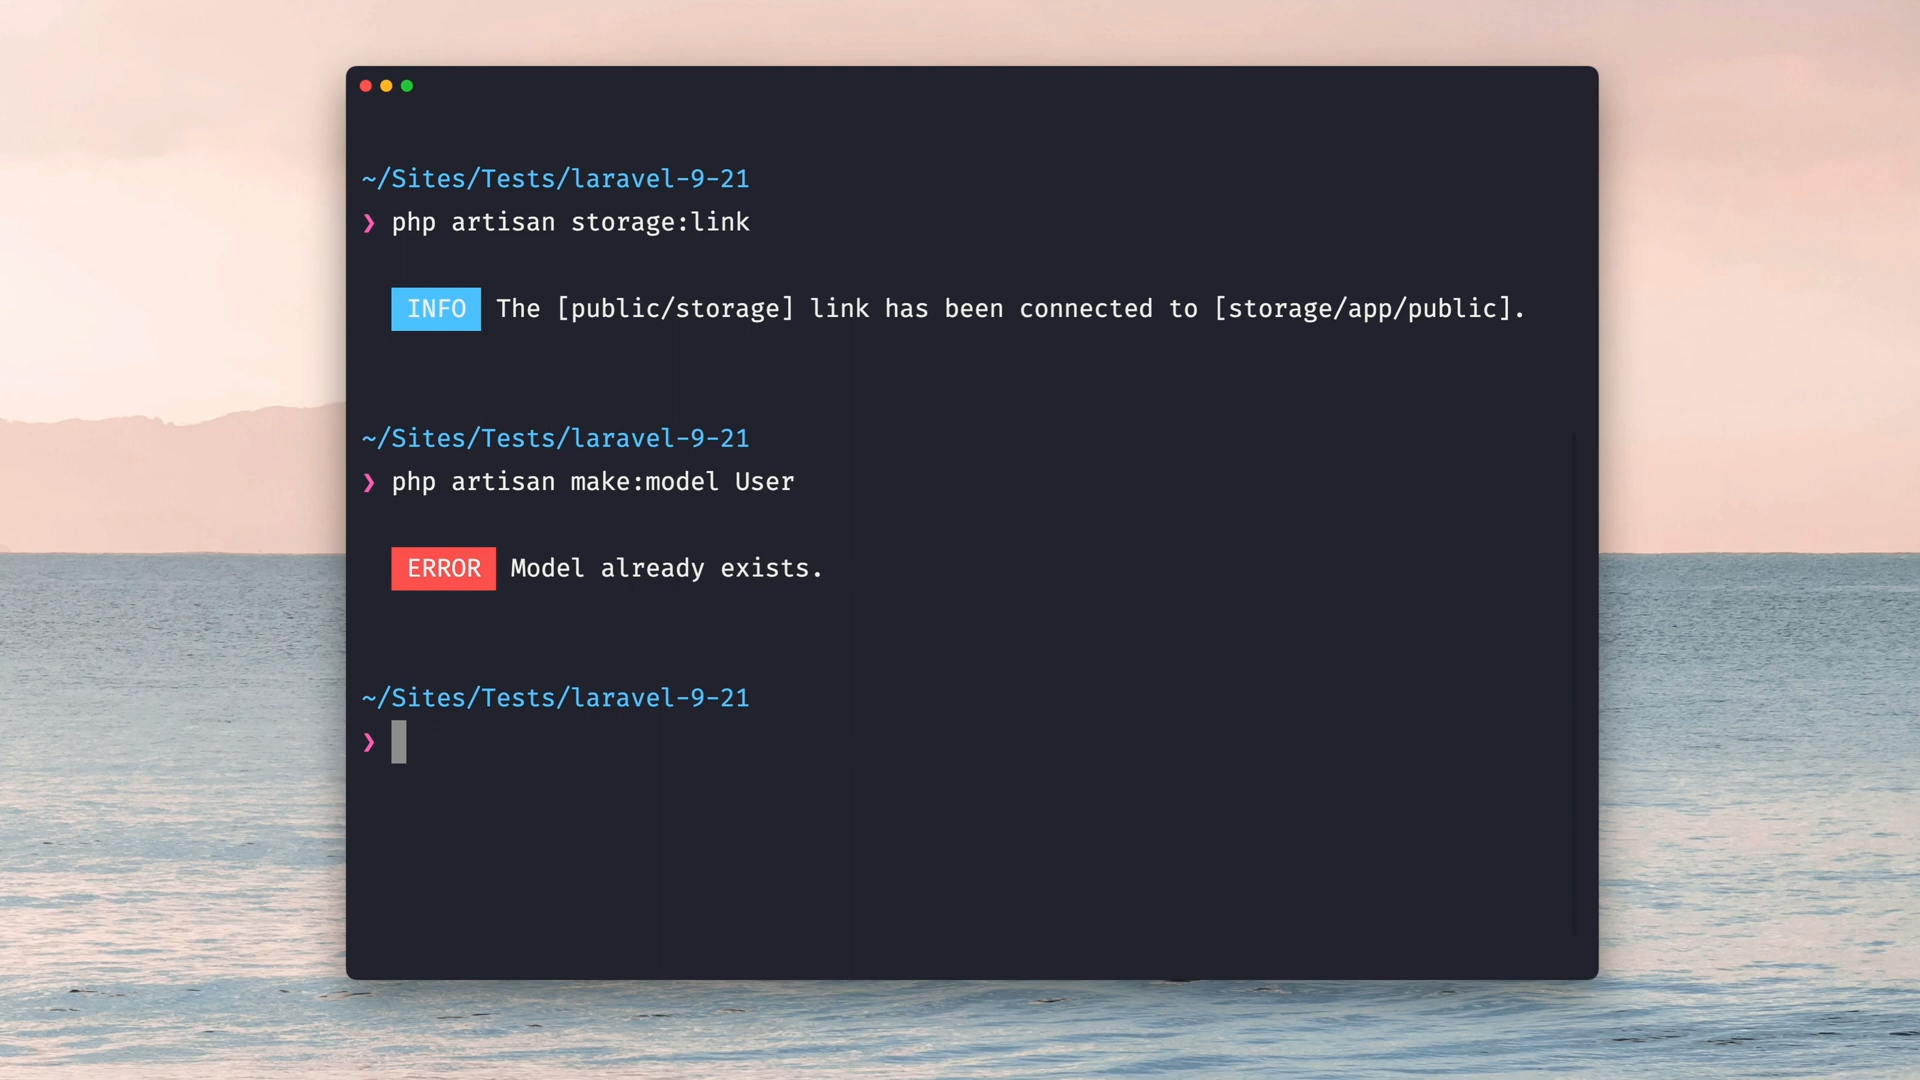 ~/Sites/Tests/laravel-9-21
❯ php artisan storage:link
INFO The [public/storage] link has been connected to [storage/app/public].
~/Sites/Tests/laravel-9-21
❯ php artisan make:model User
ERROR Model already exists.
~/Sites/Tests/laravel-9-21
❯